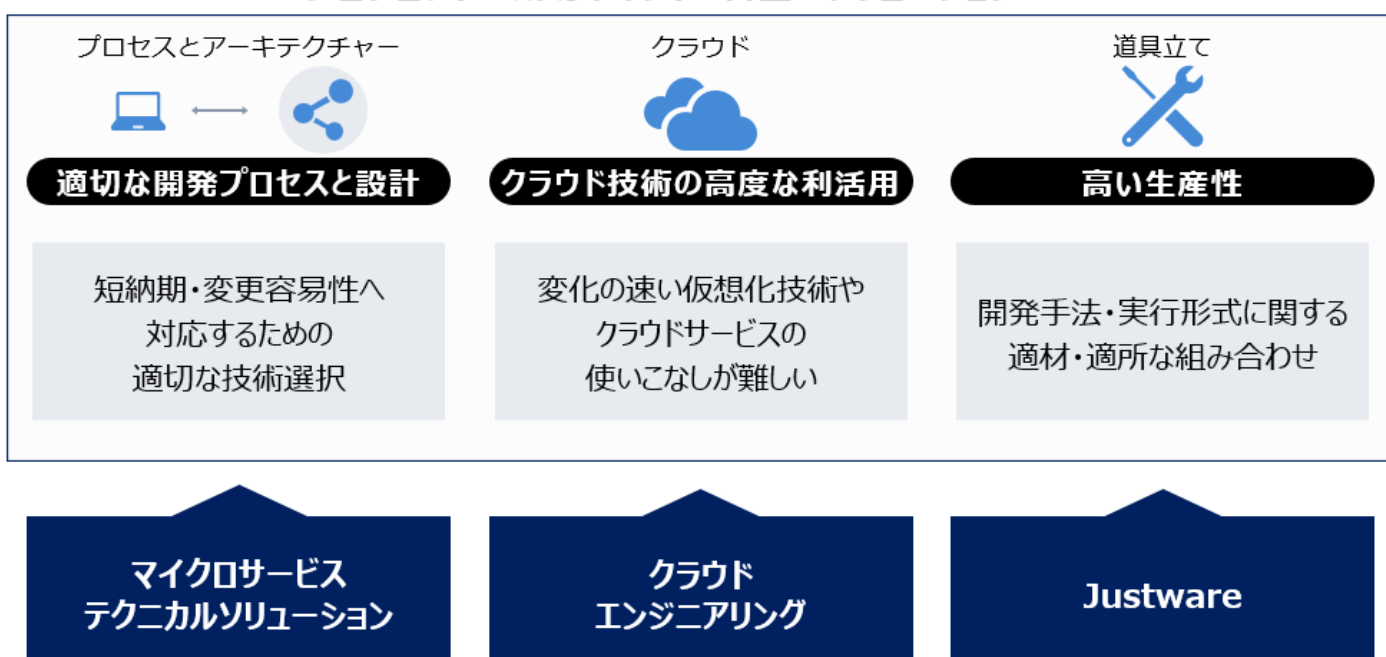 プロセスとアーキテクチャー
適切な開発プロセスと設計
短納期・変更容易性へ
対応するための
適切な技術選択
クラウド
クラウド技術の高度な利活用
変化の速い仮想化技術や
クラウドサービスの
使いこなしが難しい
道具立て
高い生産性
開発手法・実行形式に関する
適材・適所な組み合わせ
マイクロサービス
テクニカルソリューション
クラウド
エンジニアリング
Justware